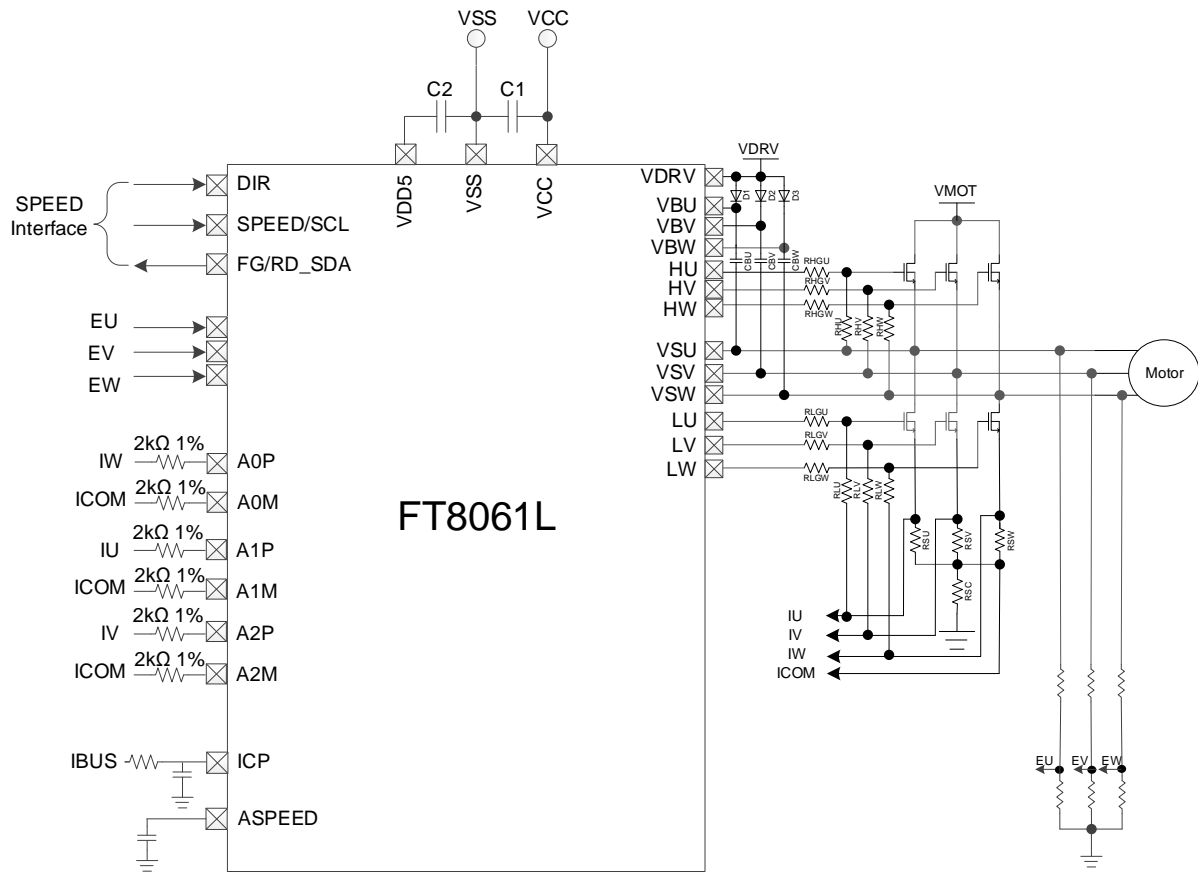 VSS
VCC
C2
C1
VDD5
VSS
VCC
SPEED
Interface
DIR
SPEED/SCL
FG/RD_SDA
EU
EV
EW
IW
2kΩ 1%
A0P
ICOM
2kΩ 1%
A0M
IU
2kΩ 1%
A1P
ICOM
2kΩ 1%
A1M
IV
2kΩ 1%
A2P
ICOM
2kΩ 1%
A2M
IBUS
ICP
ASPEED
FT8061L
VDRV
VBU
VBV
VBW
HU
HV
HW
VSU
VSV
VSW
LU
LV
LW
VDRV
D1
D2
D3
CBU
CBV
CBW
VMOT
RHGU
RHGV
RHGW
RHU
RHV
RHW
Motor
RLGU
RLGV
RLGW
RLU
RLV
RLW
RSU
RSV
RSW
RSC
IU
IV
IW
ICOM
EU
EV
EW